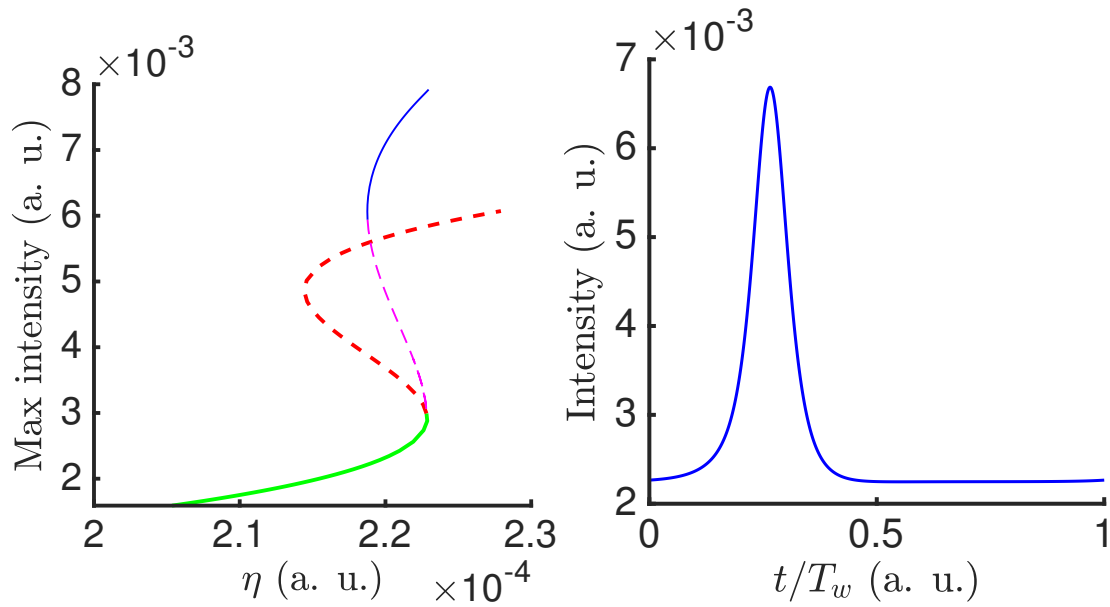 ×10⁻³
8
7
6
5
4
3
2
Max intensity (a. u.)
2 2.1 2.2 2.3
η (a. u.) ×10⁻⁴
×10⁻³
7
6
5
4
3
2
Intensity (a. u.)
0 0.5 1
t/T_w (a. u.)